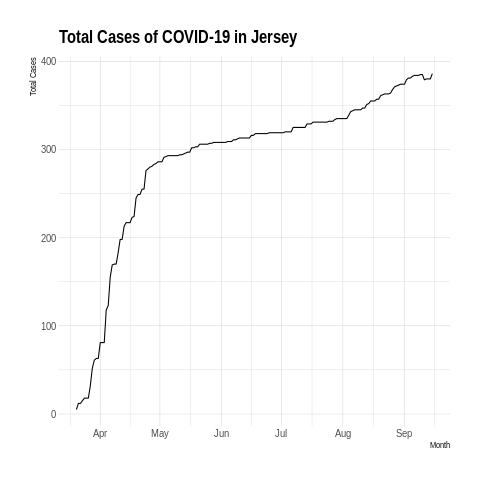 Total Cases of COVID-19 in Jersey
Total Cases
400
300
200
100
0
Apr May Jun Jul Aug Sep
Month